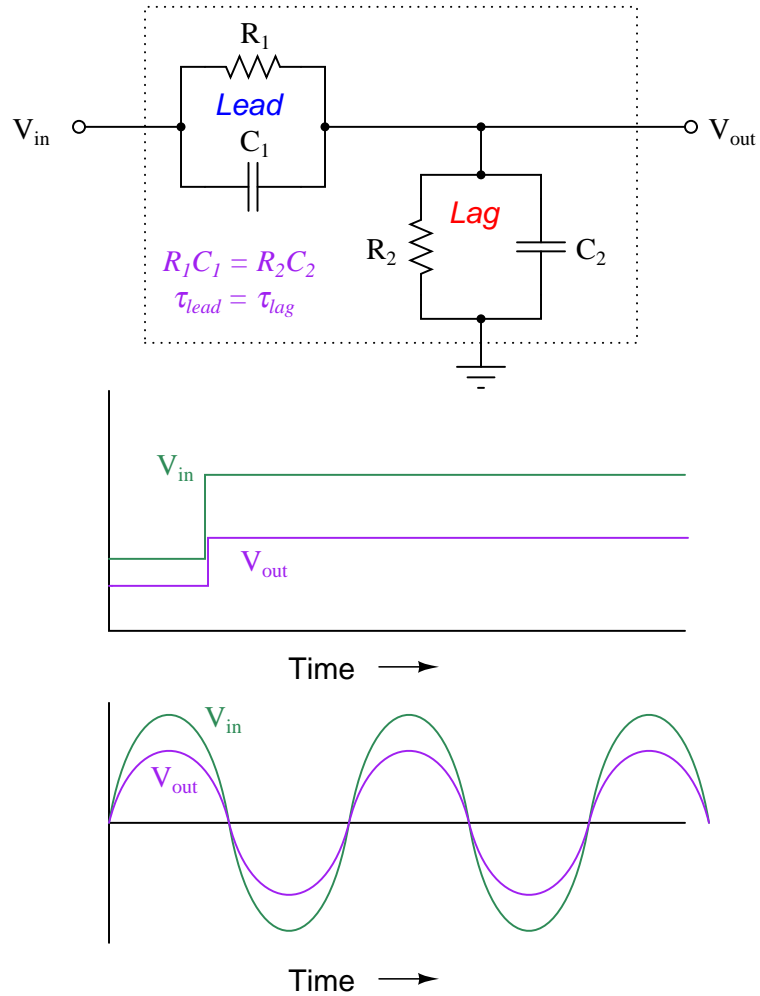 R1
Lead
Vin
C1
Vout
Lag
R2
C2
R1C1 = R2C2
τlead = τlag
Vin
Vout
Time
Vin
Vout
Time